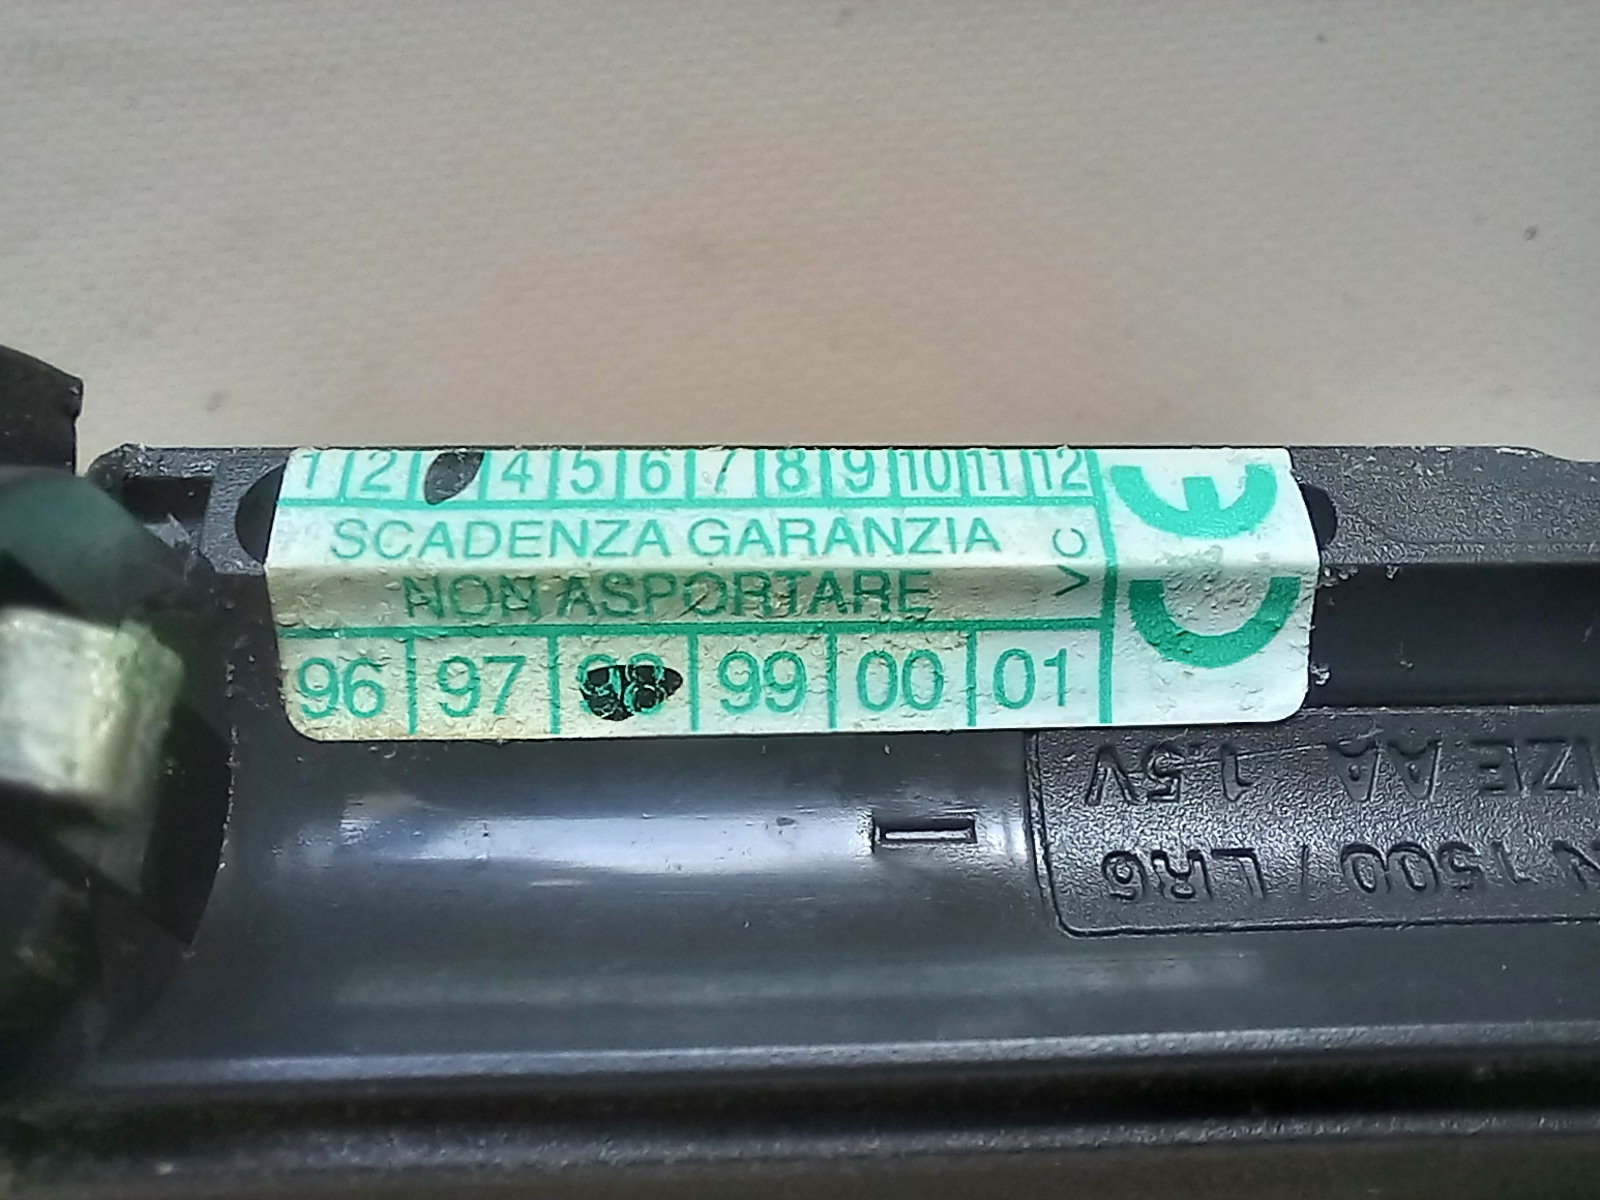 1 2 4 5 6 7 8 9 10 11 12
SCADENZA GARANZIA
NON ASPORTARE
VC
96 97 98 99 00 01
CE
AA 1.5V
1500 / LR6